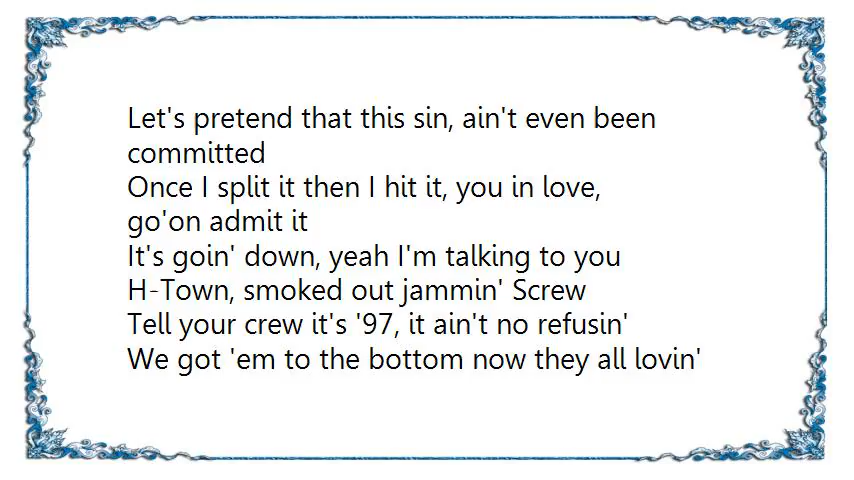 Let's pretend that this sin, ain't even been
committed
Once I split it then I hit it, you in love,
go'on admit it
It's goin' down, yeah I'm talking to you
H-Town, smoked out jammin' Screw
Tell your crew it's '97, it ain't no refusin'
We got 'em to the bottom now they all lovin'